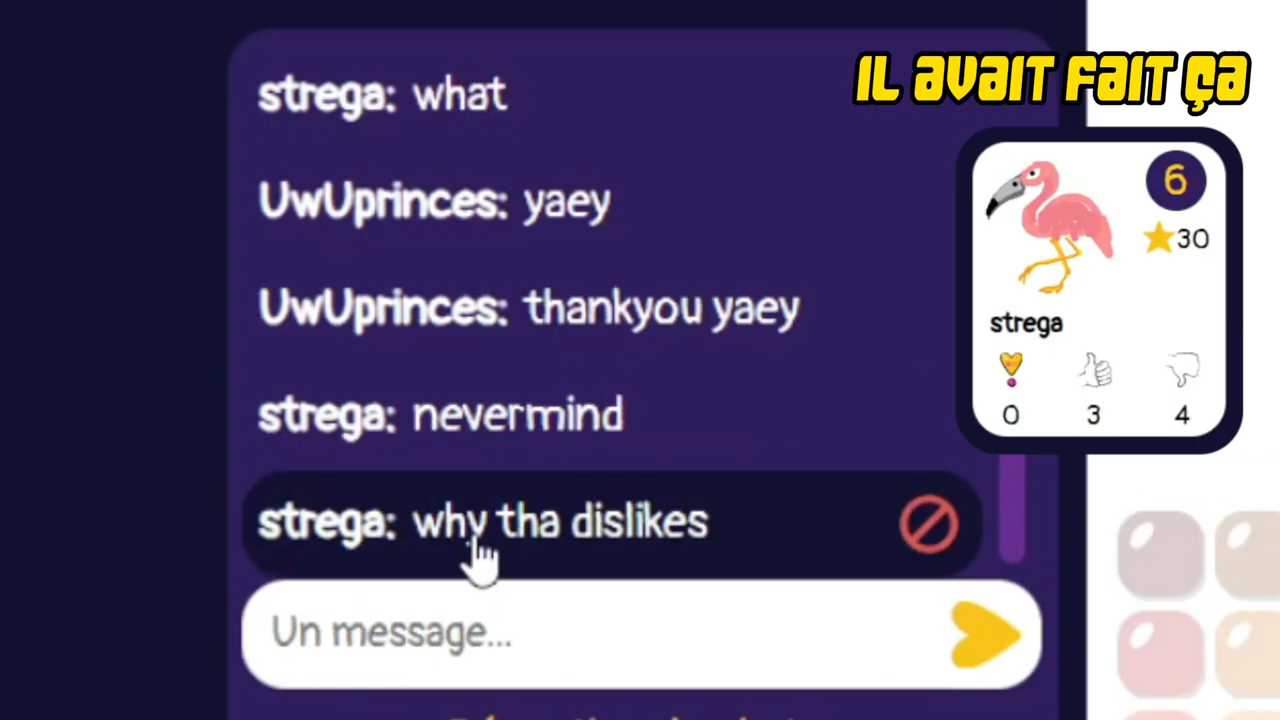 IL AVAIT FAIT ÇA
strega: what
UwUprinces: yaey
UwUprinces: thankyou yaey
strega: nevermind
strega: why tha dislikes
Un message...
6
30
strega
0 3 4